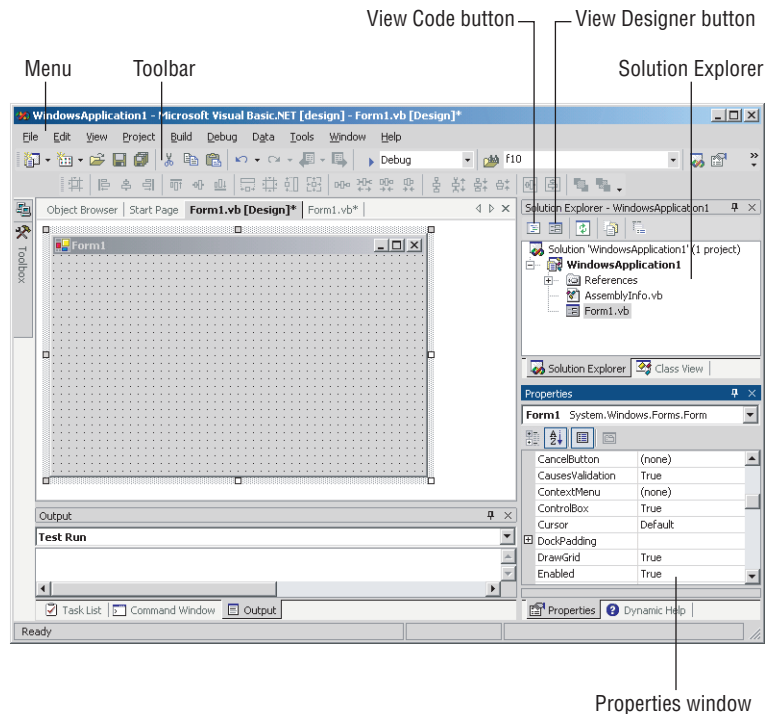 View Code button
View Designer button
Menu
Toolbar
Solution Explorer
WindowsApplication1 - Microsoft Visual Basic.NET [design] - Form1.vb [Design]*
File Edit View Project Build Debug Data Tools Window Help
Debug
f10
Object Browser
Start Page
Form1.vb [Design]*
Form1.vb*
Toolbox
Form1
Solution Explorer - WindowsApplication1
Solution 'WindowsApplication1' (1 project)
WindowsApplication1
References
AssemblyInfo.vb
Form1.vb
Solution Explorer
Class View
Properties
Form1 System.Windows.Forms.Form
CancelButton (none)
CausesValidation True
ContextMenu (none)
ControlBox True
Cursor Default
DockPadding
DrawGrid True
Enabled True
Output
Test Run
Task List
Command Window
Output
Properties
Dynamic Help
Ready
Properties window